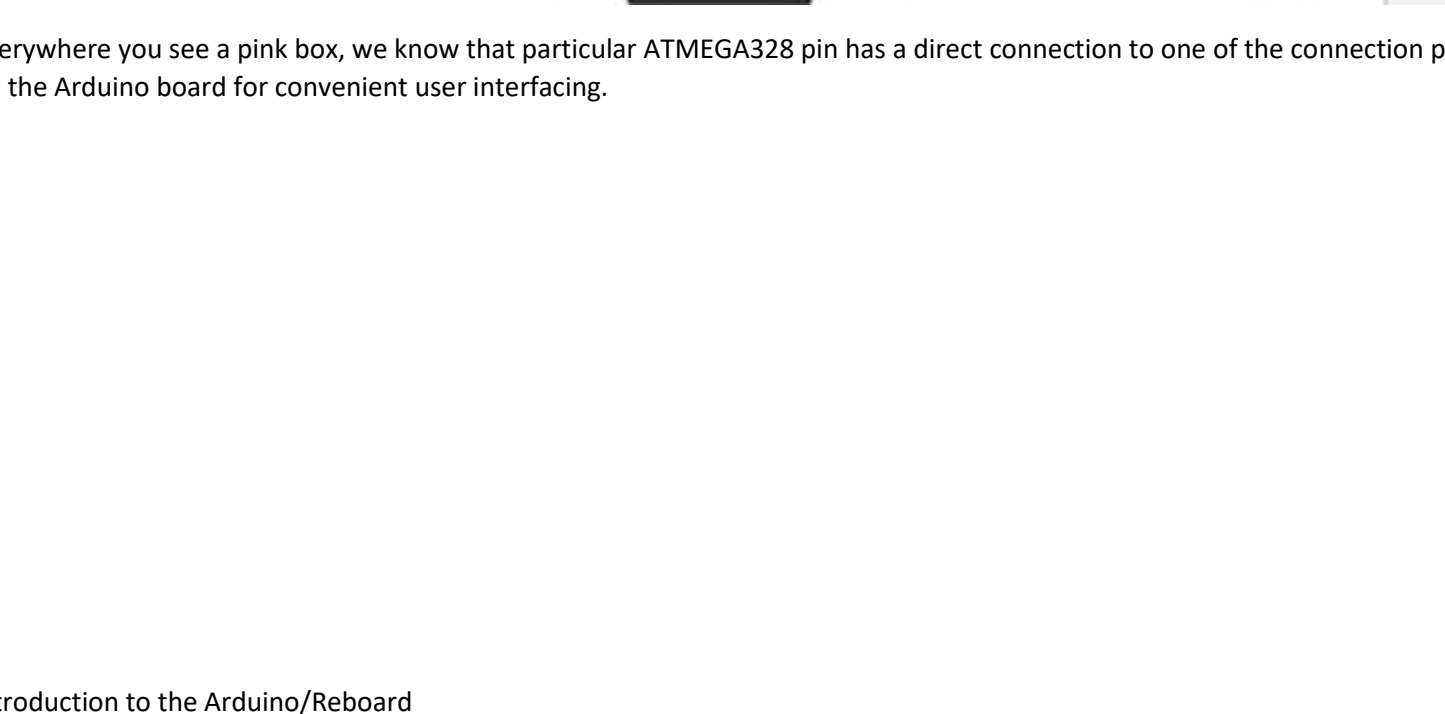 erywhere you see a pink box, we know that particular ATMEGA328 pin has a direct connection to one of the connection p
the Arduino board for convenient user interfacing.
troduction to the Arduino/Reboard